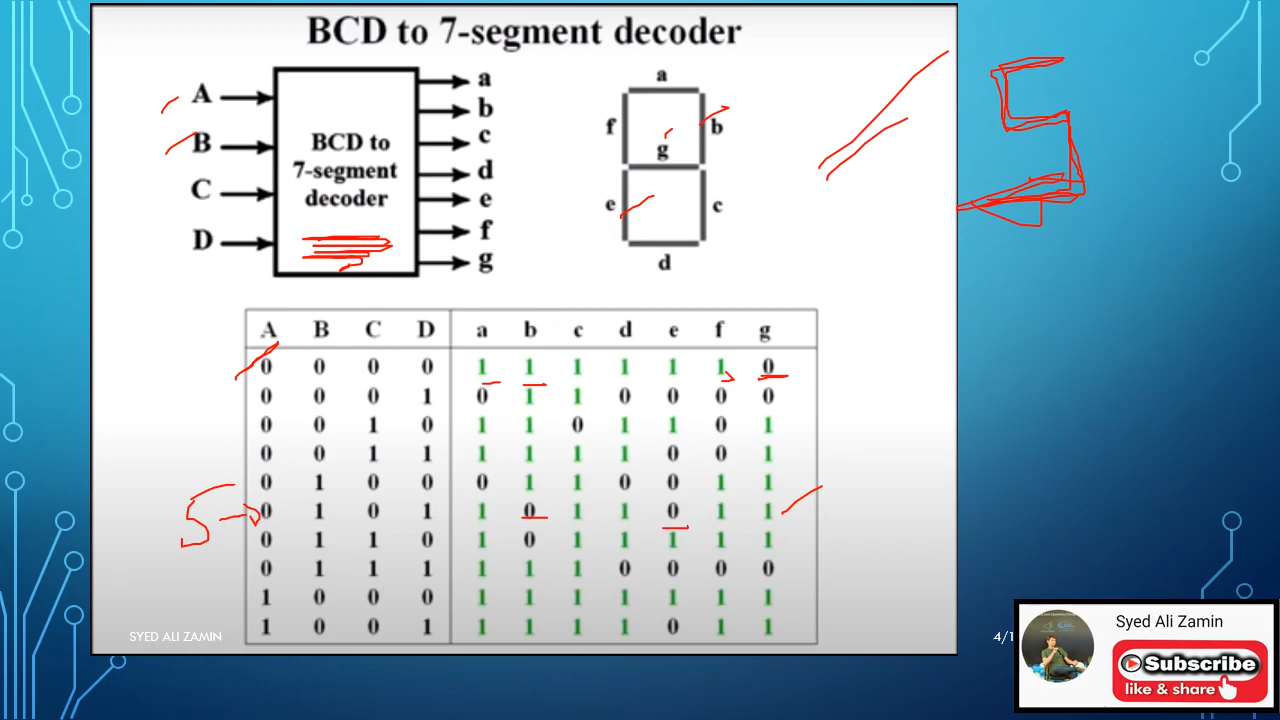 BCD to 7-segment decoder
A
B
C
D
BCD to
7-segment
decoder
a
b
c
d
e
f
g
a
f
b
g
e
c
d
5
A B C D a b c d e f g
0 0 0 0 1 1 1 1 1 1 0
0 0 0 1 0 1 1 0 0 0 0
0 0 1 0 1 1 0 1 1 0 1
0 0 1 1 1 1 1 1 0 0 1
0 1 0 0 0 1 1 0 0 1 1
5 0 1 0 1 1 0 1 1 0 1 1
0 1 1 0 1 0 1 1 1 1 1
0 1 1 1 1 1 1 0 0 0 0
1 0 0 0 1 1 1 1 1 1 1
1 0 0 1 1 1 1 1 0 1 1
SYED ALI ZAMIN
4/1
Syed Ali Zamin
Subscribe
like & share